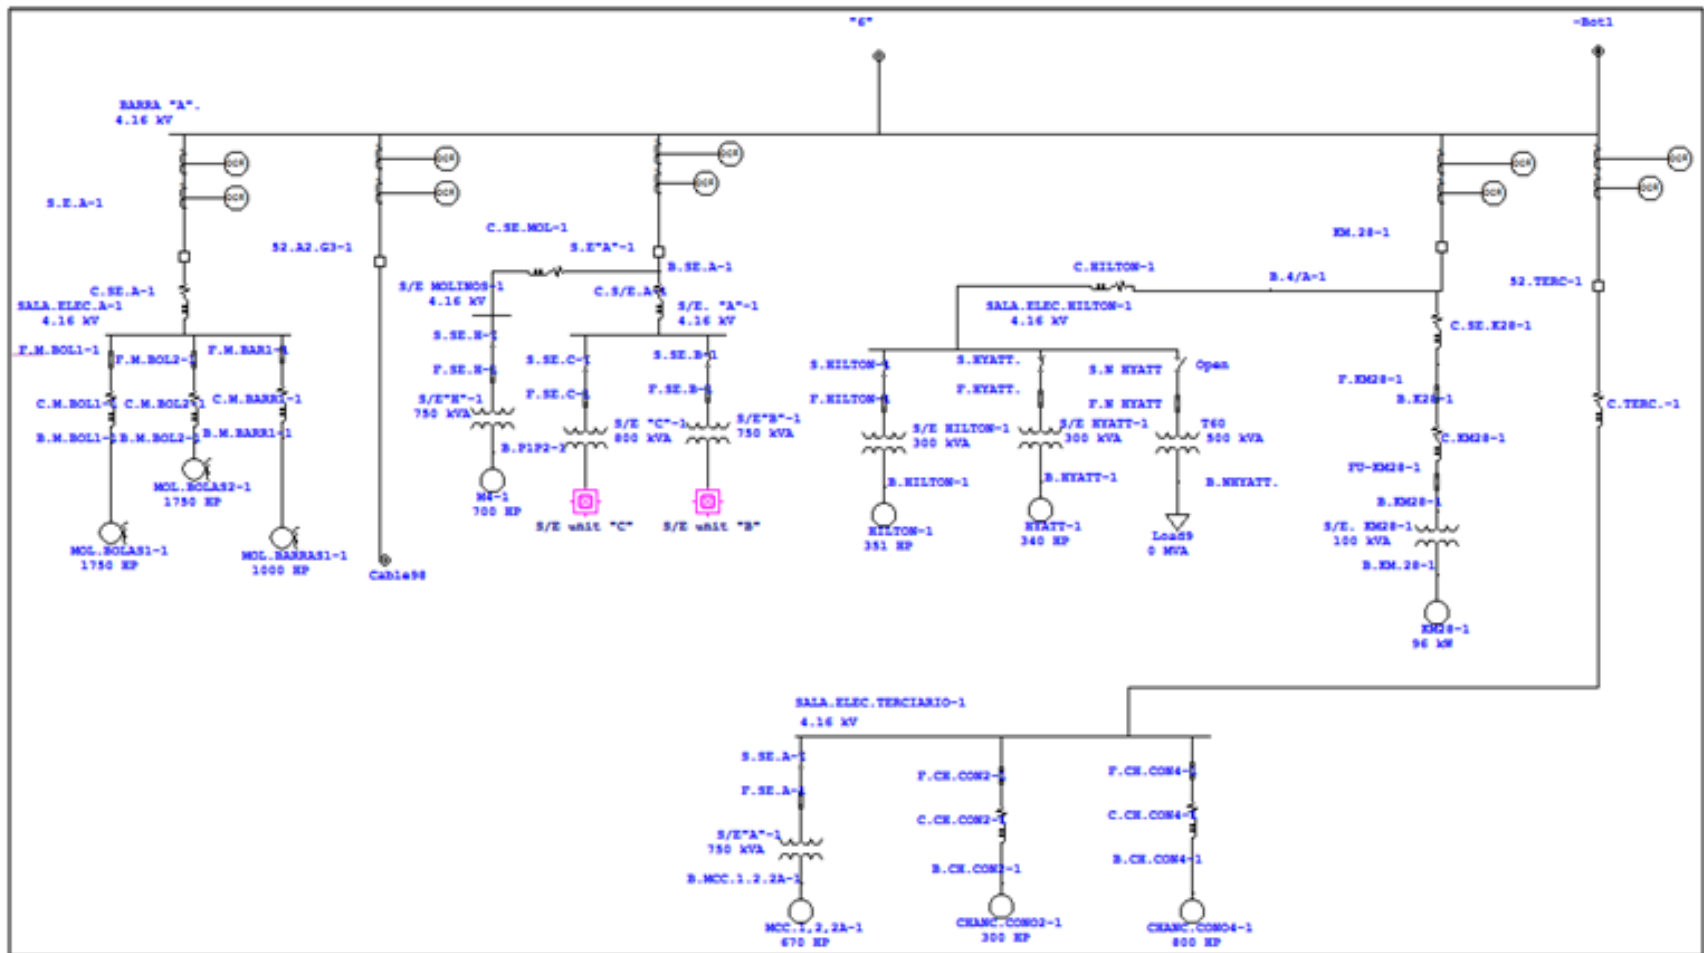 "6"
~Bot1
BARRA "A".
4.16 kV
OCR
OCR
OCR
OCR
OCR
OCR
OCR
OCR
OCR
OCR
S.E.A-1
52.A2.G3-1
C.SE.MOL-1
S.E"A"-1
KM.28-1
B.SE.A-1
C.HILTON-1
B.4/A-1
52.TERC-1
C.SE.A-1
S/E MOLINOS-1
4.16 kV
C.S/E.A-1
S/E. "A"-1
4.16 kV
SALA.ELEC.HILTON-1
4.16 kV
SALA.ELEC.A-1
4.16 kV
C.SE.K28-1
F.M.BOL1-1
F.M.BOL2-1
F.M.BAR1-1
S.SE.H-1
S.SE.C-1
S.SE.B-1
S.HILTON-1
S.HYATT.
S.N HYATT
Open
F.SE.H-1
F.SE.C-1
F.SE.B-1
F.HILTON-1
F.HYATT.
F.N HYATT
F.KM28-1
B.K28-1
C.TERC.-1
C.M.BOL1-1
C.M.BOL2-1
C.M.BARR1-1
S/E"H"-1
750 kVA
S/E "C"-1
800 kVA
S/E"B"-1
750 kVA
S/E HILTON-1
300 kVA
S/E HYATT-1
300 kVA
T60
500 kVA
C.KM28-1
B.M.BOL1-1
B.M.BOL2-1
B.M.BARR1-1
B.P1P2-1
FU-KM28-1
B.HILTON-1
B.HYATT-1
B.NHYATT.
B.KM28-1
MOL.BOLAS2-1
1750 HP
M4-1
700 HP
S/E unit "C"
S/E unit "B"
HILTON-1
351 HP
HYATT-1
340 HP
Load9
0 MVA
S/E. KM28-1
100 kVA
MOL.BOLAS1-1
1750 HP
MOL.BARRAS1-1
1000 HP
Cable98
B.KM.28-1
KM28-1
96 kW
SALA.ELEC.TERCIARIO-1
4.16 kV
S.SE.A-1
F.CH.CON2-1
F.CH.CON4-1
F.SE.A-1
C.CH.CON2-1
C.CH.CON4-1
S/E"A"-1
750 kVA
B.MCC.1.2.2A-1
B.CH.CON2-1
B.CH.CON4-1
MCC.1,2,2A-1
670 HP
CHANC.CONO2-1
300 HP
CHANC.CONO4-1
800 HP